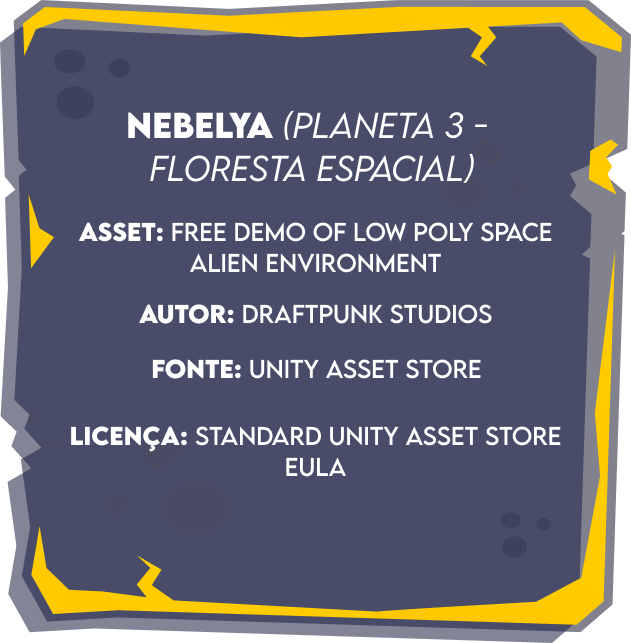 NEBELYA (PLANETA 3 -
FLORESTA ESPACIAL)
ASSET: FREE DEMO OF LOW POLY SPACE
ALIEN ENVIRONMENT
AUTOR: DRAFTPUNK STUDIOS
FONTE: UNITY ASSET STORE
LICENÇA: STANDARD UNITY ASSET STORE
EULA